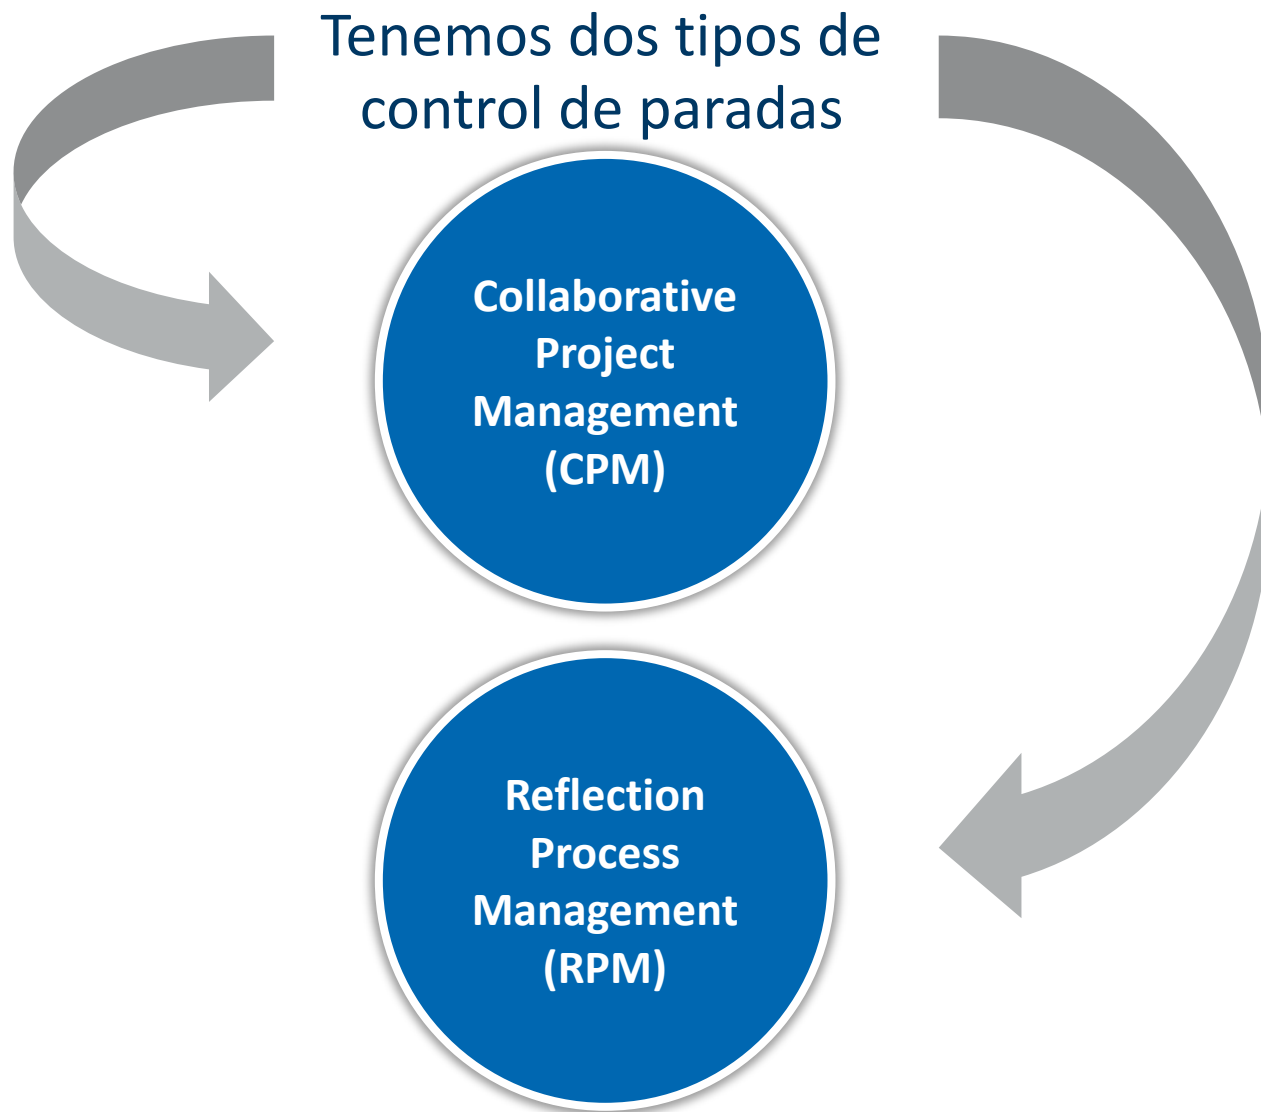 Tenemos dos tipos de
control de paradas
Collaborative
Project
Management
(CPM)
Reflection
Process
Management
(RPM)